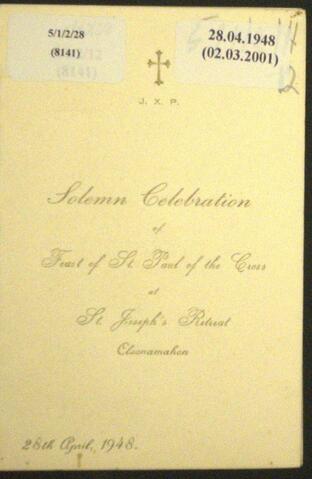 5/1/2/28
(8141)
28.04.1948
(02.03.2001)
J. X. P.
Solemn Celebration
of
Feast of St. Paul of the Cross
at
St. Joseph's Retreat
Cloonamahon
28th April, 1948.